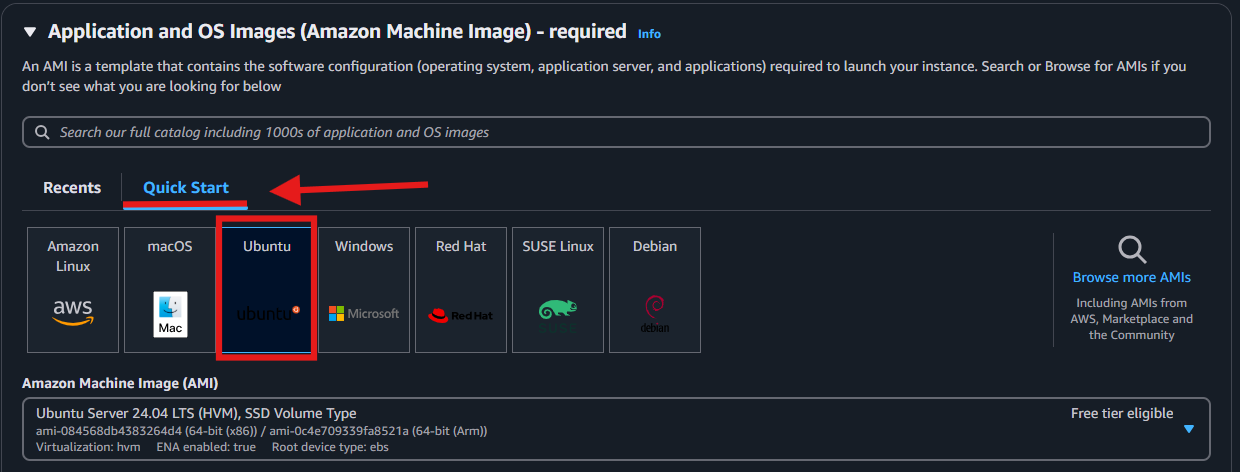 Application and OS Images (Amazon Machine Image) - required Info
An AMI is a template that contains the software configuration (operating system, application server, and applications) required to launch your instance. Search or Browse for AMIs if you
don't see what you are looking for below
Search our full catalog including 1000s of application and OS images
Recents
Quick Start
Amazon
Linux
aws
macOS
Mac
Ubuntu
ubuntu
Windows
Microsoft
Red Hat
Red Hat
SUSE Linux
SUSE
Debian
debian
Browse more AMIs
Including AMIs from
AWS, Marketplace and
the Community
Amazon Machine Image (AMI)
Ubuntu Server 24.04 LTS (HVM), SSD Volume Type
Free tier eligible
ami-084568db4383264d4 (64-bit (x86)) / ami-0c4e709339fa8521a (64-bit (Arm))
Virtualization: hvm ENA enabled: true Root device type: ebs